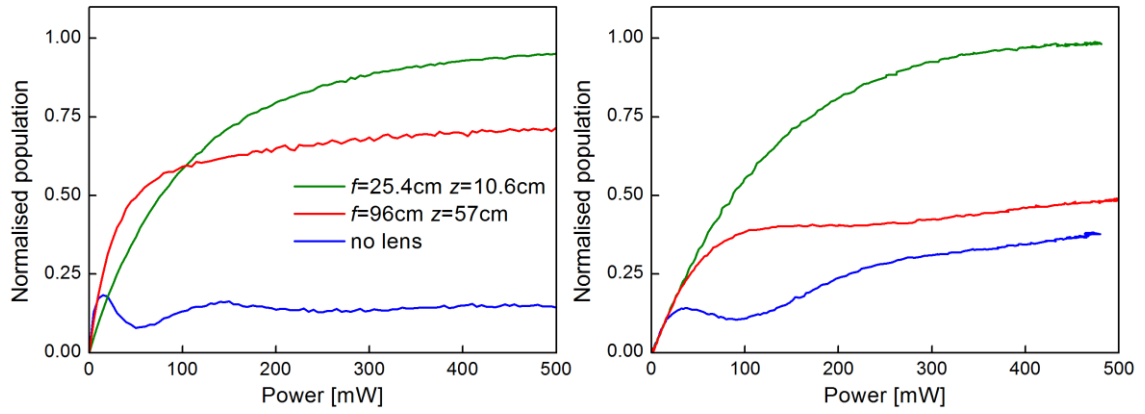 1.00
0.75
0.50
0.25
0.00
Normalised population
f=25.4cm z=10.6cm
f=96cm z=57cm
no lens
0 100 200 300 400 500
Power [mW]
1.00
0.75
0.50
0.25
0.00
Normalised population
0 100 200 300 400 500
Power [mW]